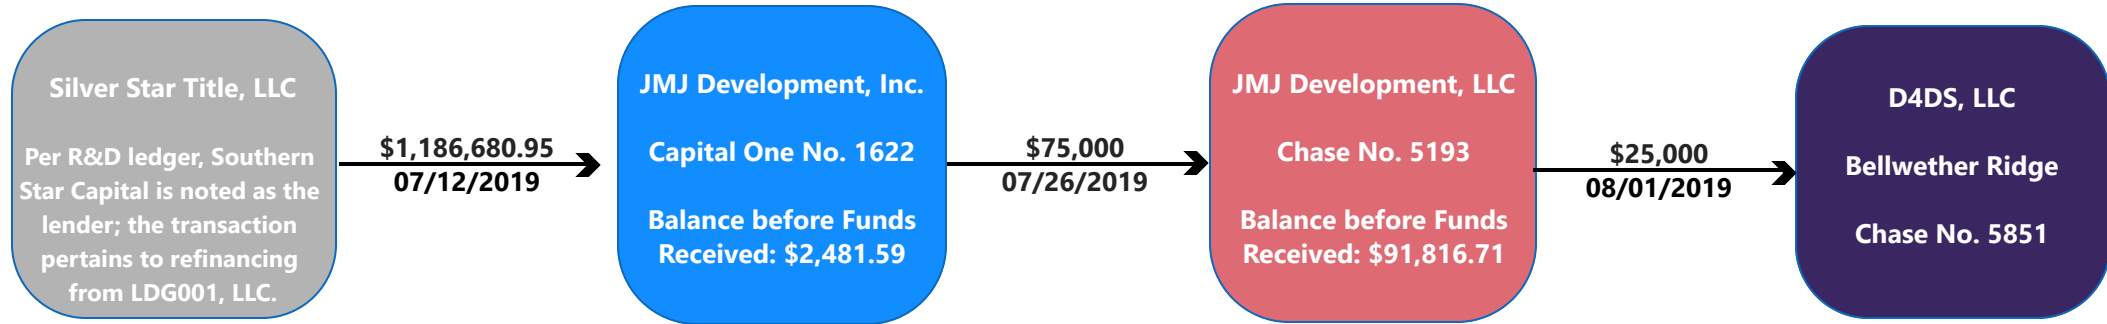 Silver Star Title, LLC
Per R&D ledger, Southern
Star Capital is noted as the
lender; the transaction
pertains to refinancing
from LDG001, LLC.
$1,186,680.95
07/12/2019
JMJ Development, Inc.
Capital One No. 1622
Balance before Funds
Received: $2,481.59
$75,000
07/26/2019
JMJ Development, LLC
Chase No. 5193
Balance before Funds
Received: $91,816.71
$25,000
08/01/2019
D4DS, LLC
Bellwether Ridge
Chase No. 5851